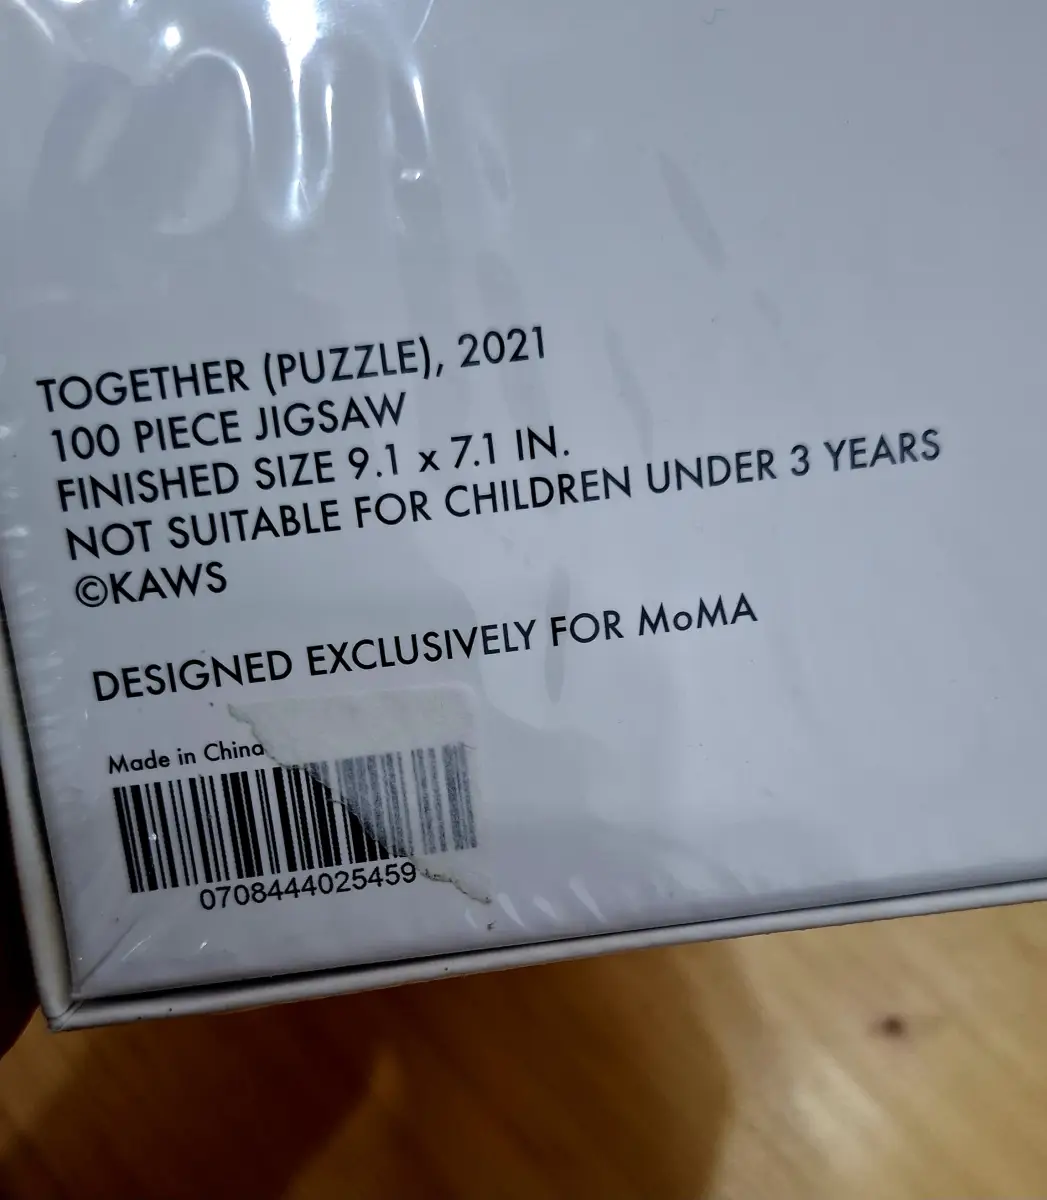 TOGETHER (PUZZLE), 2021
100 PIECE JIGSAW
FINISHED SIZE 9.1 x 7.1 IN.
NOT SUITABLE FOR CHILDREN UNDER 3 YEARS
©KAWS
DESIGNED EXCLUSIVELY FOR MoMA
Made in China
0708444025459